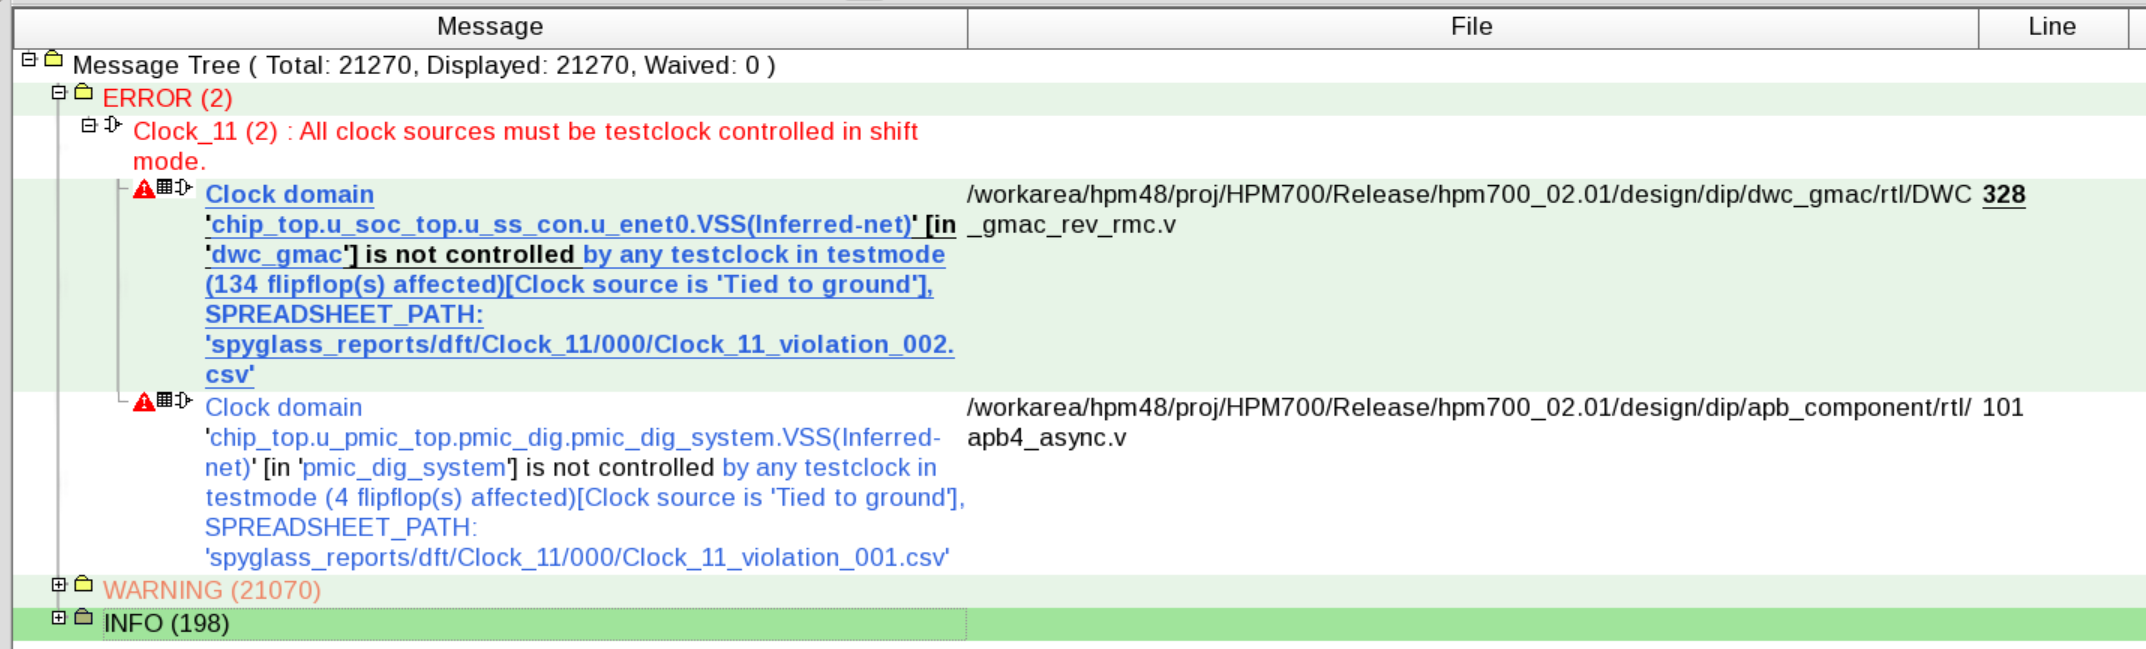 Message File Line
Message Tree ( Total: 21270, Displayed: 21270, Waived: 0 )
ERROR (2)
Clock_11 (2) : All clock sources must be testclock controlled in shift
mode.
Clock domain
'chip_top.u_soc_top.u_ss_con.u_enet0.VSS(Inferred-net)' [in
'dwc_gmac'] is not controlled by any testclock in testmode
(134 flipflop(s) affected)[Clock source is 'Tied to ground'],
SPREADSHEET_PATH:
'spyglass_reports/dft/Clock_11/000/Clock_11_violation_002.
csv'
/workarea/hpm48/proj/HPM700/Release/hpm700_02.01/design/dip/dwc_gmac/rtl/DWC
_gmac_rev_rmc.v
328
Clock domain
'chip_top.u_pmic_top.pmic_dig.pmic_dig_system.VSS(Inferred-
net)' [in 'pmic_dig_system'] is not controlled by any testclock in
testmode (4 flipflop(s) affected)[Clock source is 'Tied to ground'],
SPREADSHEET_PATH:
'spyglass_reports/dft/Clock_11/000/Clock_11_violation_001.csv'
/workarea/hpm48/proj/HPM700/Release/hpm700_02.01/design/dip/apb_component/rtl/
apb4_async.v
101
WARNING (21070)
INFO (198)